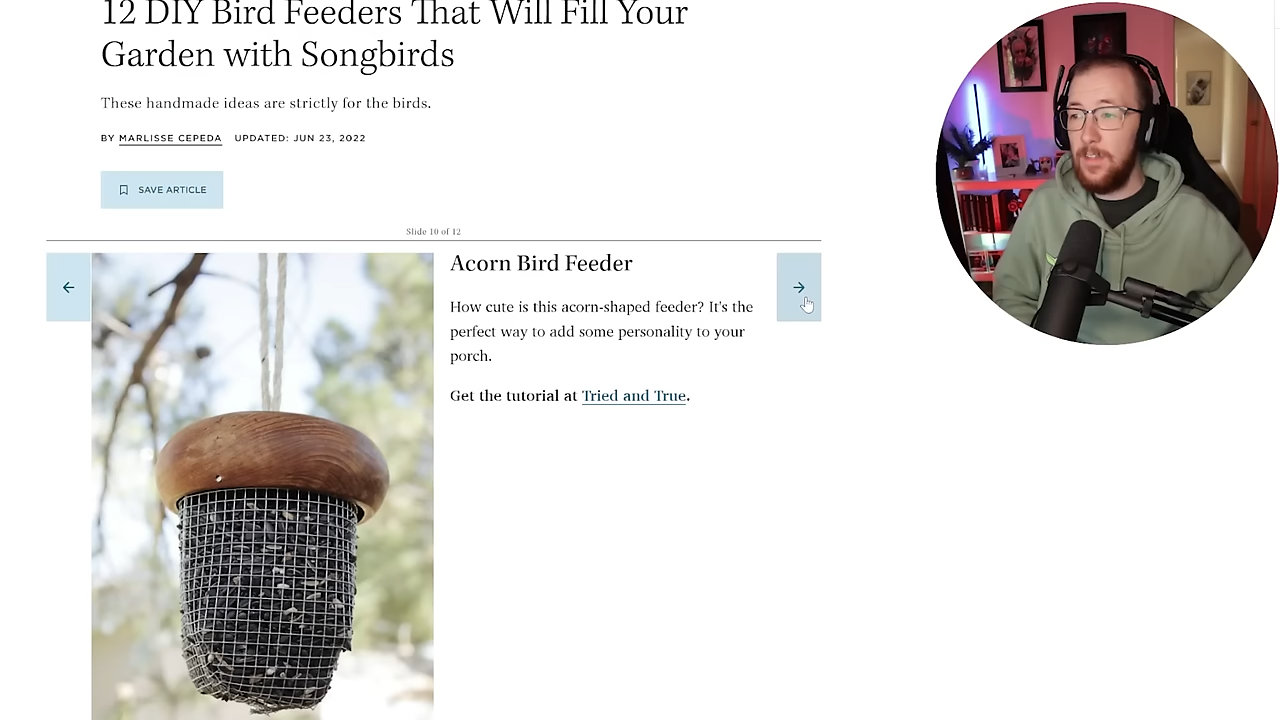 12 DIY Bird Feeders That Will Fill Your
Garden with Songbirds
These handmade ideas are strictly for the birds.
BY MARLISSE CEPEDA UPDATED: JUN 23, 2022
SAVE ARTICLE
Slide 10 of 12
Acorn Bird Feeder
How cute is this acorn-shaped feeder? It's the
perfect way to add some personality to your
porch.
Get the tutorial at Tried and True.